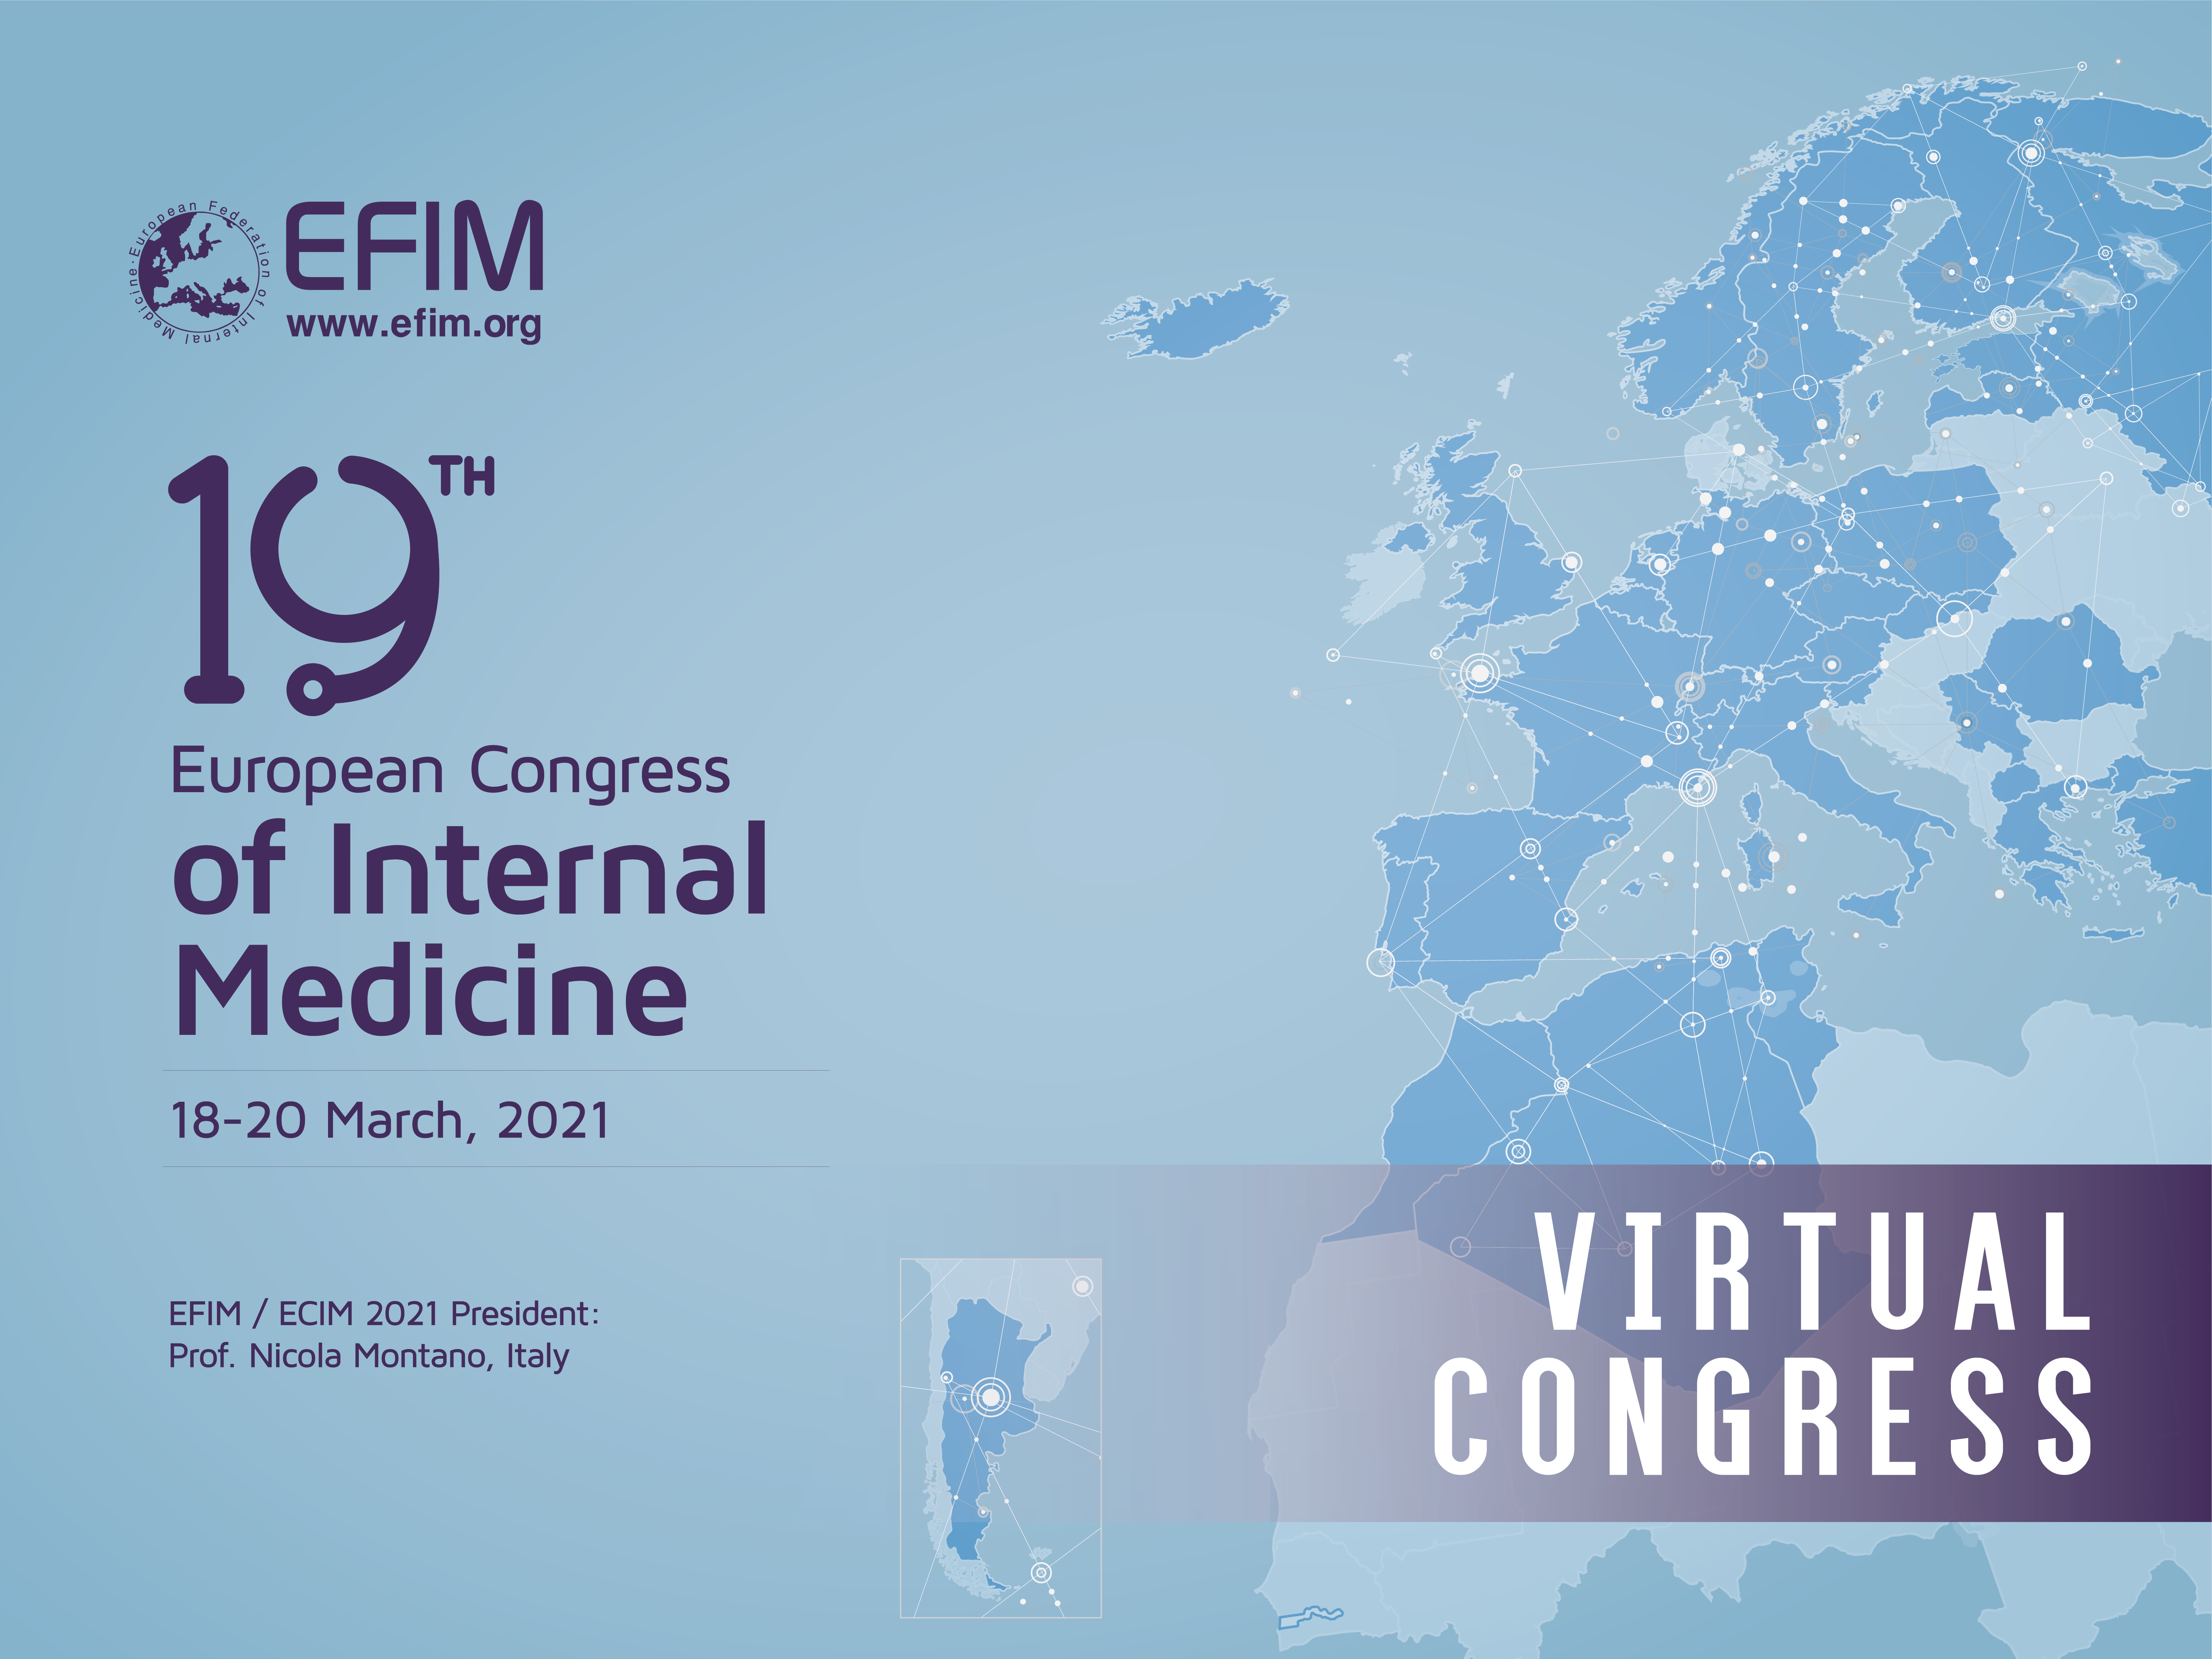 European Federation of Internal Medicine ·
EFIM
www.efim.org
19TH
European Congress
of Internal
Medicine
18-20 March, 2021
EFIM / ECIM 2021 President:
Prof. Nicola Montano, Italy
VIRTUAL
CONGRESS